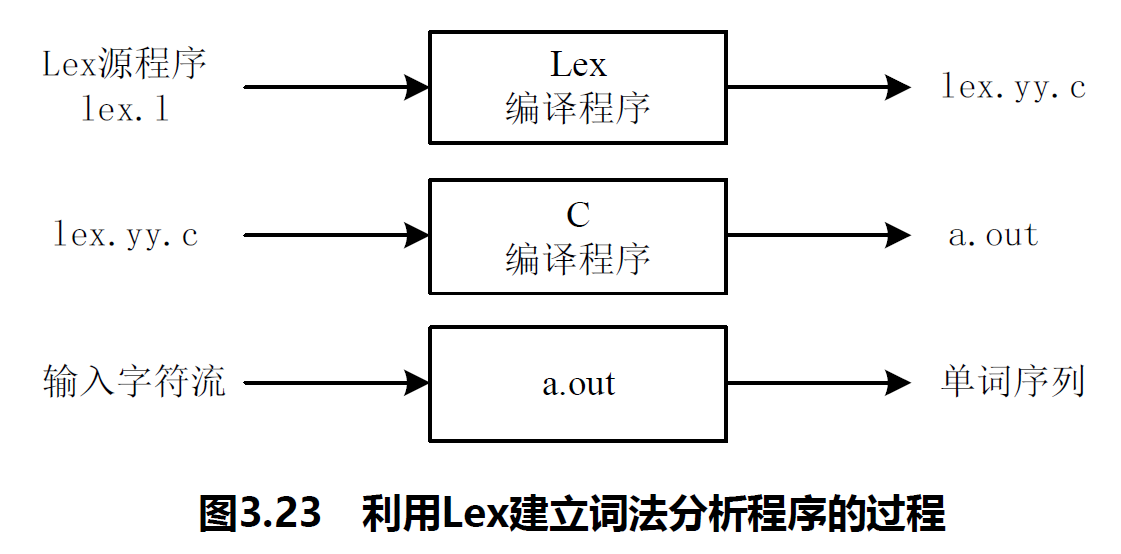 Lex源程序
lex.l
Lex
编译程序
lex.yy.c
lex.yy.c
C
编译程序
a.out
输入字符流
a.out
单词序列
图3.23 利用Lex建立词法分析程序的过程